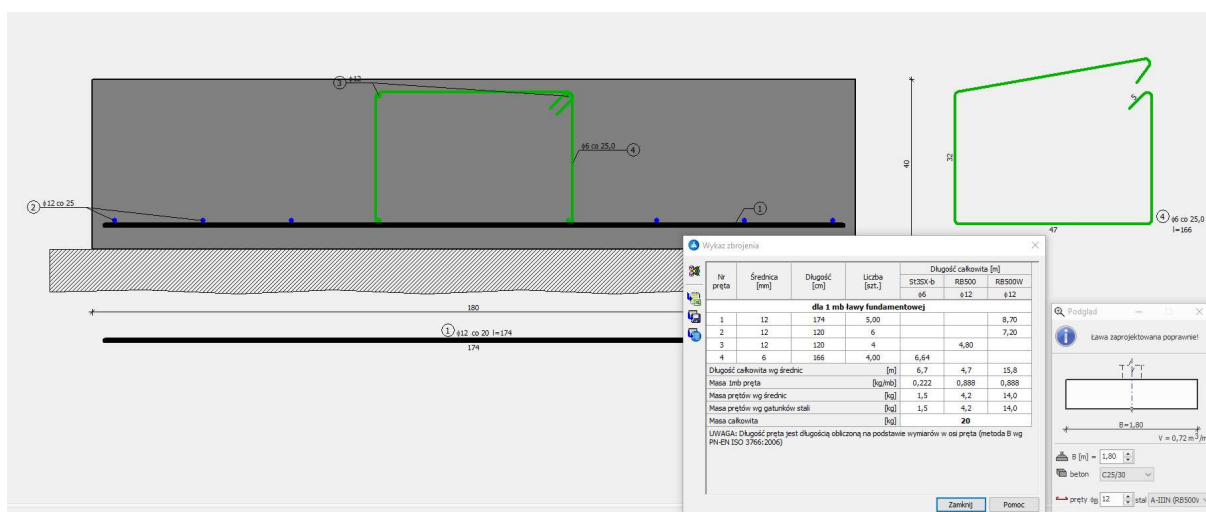 ③ ϕ12
ϕ6 co 25,0 ④
② ϕ12 co 25
①
40
32
5
47
④ ϕ6 co 25,0
l=166
180
① ϕ12 co 20 l=174
174
Wykaz zbrojenia
Nr pręta Średnica [mm] Długość [cm] Liczba [szt.] Długość całkowita [m]
St3SX-b RB500 RB500W
ϕ6 ϕ12 ϕ12
dla 1 mb ławy fundamentowej
1 12 174 5,00 8,70
2 12 120 6 7,20
3 12 120 4 4,80
4 6 166 4,00 6,64
Długość całkowita wg średnic [m] 6,7 4,7 15,8
Masa 1mb pręta [kg/mb] 0,222 0,888 0,888
Masa prętów wg średnic [kg] 1,5 4,2 14,0
Masa prętów wg gatunków stali [kg] 1,5 4,2 14,0
Masa całkowita [kg] 20
UWAGA: Długość pręta jest długością obliczoną na podstawie wymiarów w osi pręta (metoda B wg
PN-EN ISO 3766:2006)
Zamknij Pomoc
Podgląd
Ława zaprojektowana poprawnie!
B=1,80
V = 0,72 m³/m
B [m] = 1,80
beton C25/30
pręty ϕB 12 stal A-IIIN (RB500W